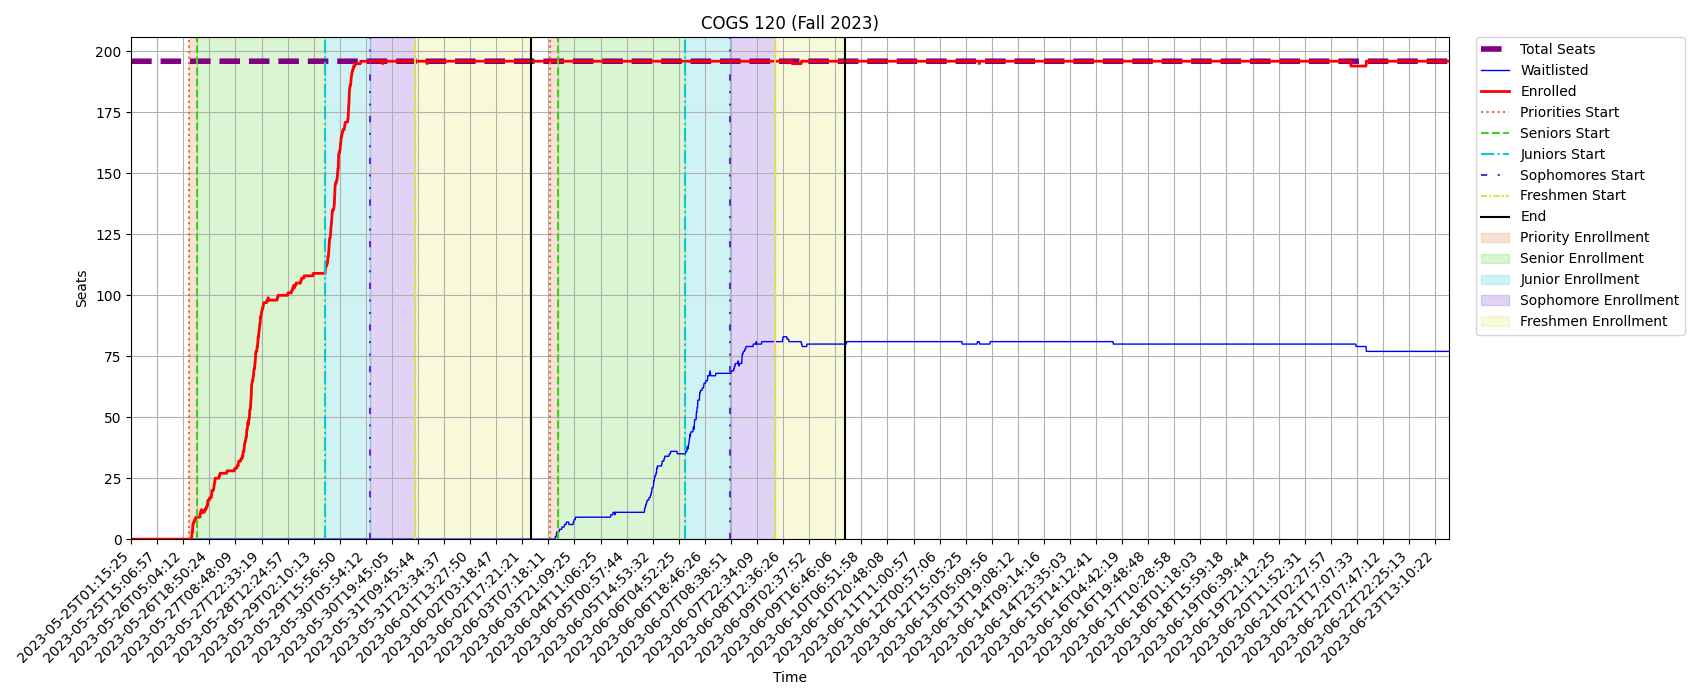 COGS 120 (Fall 2023)
Seats
200
175
150
125
100
75
50
25
0
2023-05-25T01:15:25
2023-05-25T15:06:57
2023-05-26T05:04:12
2023-05-26T18:50:24
2023-05-27T08:48:09
2023-05-27T22:33:19
2023-05-28T12:24:57
2023-05-29T02:10:13
2023-05-29T15:56:50
2023-05-30T05:54:12
2023-05-30T19:45:05
2023-05-31T09:45:44
2023-05-31T23:34:37
2023-06-01T13:27:50
2023-06-02T03:18:47
2023-06-02T17:21:21
2023-06-03T07:18:11
2023-06-03T21:09:25
2023-06-04T11:06:25
2023-06-05T00:57:44
2023-06-05T14:53:32
2023-06-06T04:52:25
2023-06-06T18:46:26
2023-06-07T08:38:51
2023-06-07T22:34:09
2023-06-08T12:36:26
2023-06-09T02:37:52
2023-06-09T16:46:06
2023-06-10T06:51:58
2023-06-10T20:48:08
2023-06-11T11:00:57
2023-06-12T00:57:06
2023-06-12T15:05:25
2023-06-13T05:09:56
2023-06-13T19:08:12
2023-06-14T09:14:16
2023-06-14T23:35:03
2023-06-15T14:12:41
2023-06-16T04:42:19
2023-06-16T19:48:48
2023-06-17T10:28:58
2023-06-18T01:18:03
2023-06-18T15:59:18
2023-06-19T06:39:44
2023-06-19T21:12:25
2023-06-20T11:52:31
2023-06-21T02:27:57
2023-06-21T17:07:33
2023-06-22T07:47:12
2023-06-22T22:25:13
2023-06-23T13:10:22
Time
Total Seats
Waitlisted
Enrolled
Priorities Start
Seniors Start
Juniors Start
Sophomores Start
Freshmen Start
End
Priority Enrollment
Senior Enrollment
Junior Enrollment
Sophomore Enrollment
Freshmen Enrollment